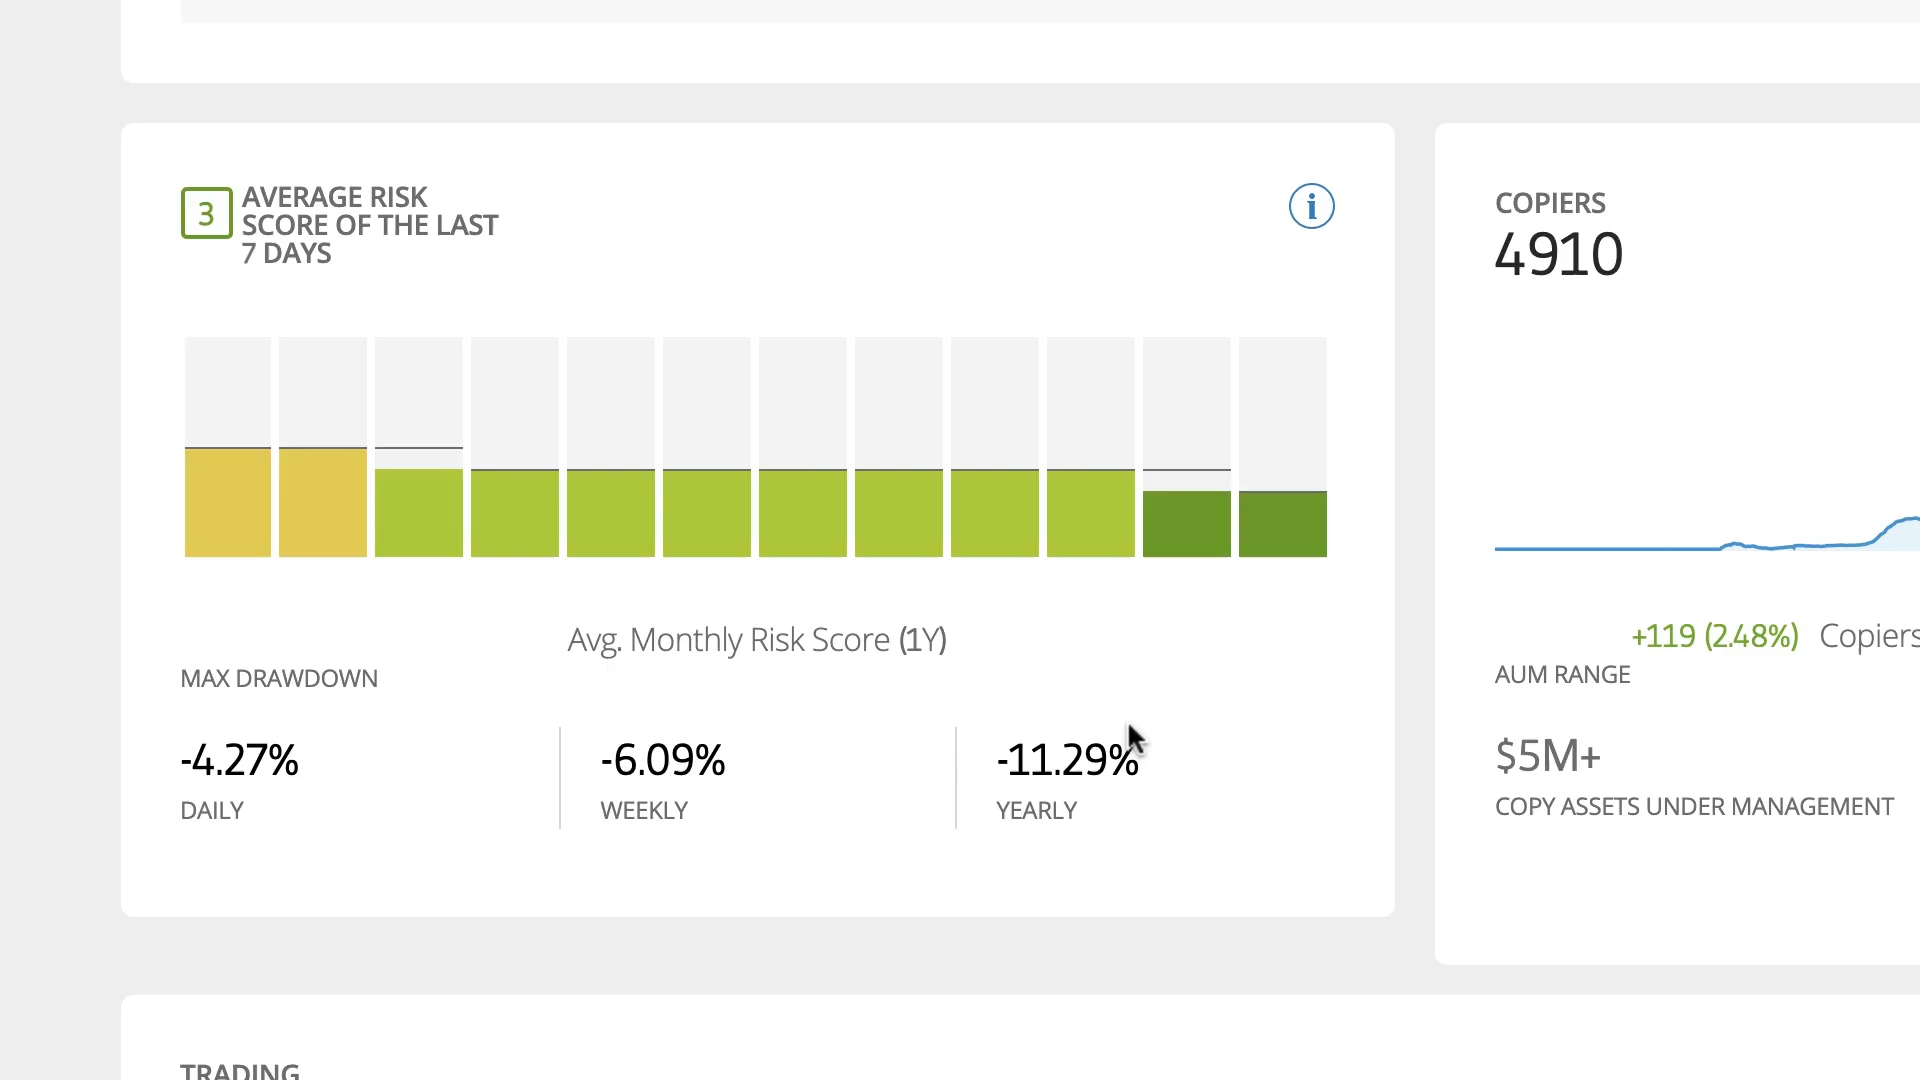 3
AVERAGE RISK
SCORE OF THE LAST
7 DAYS
i
Avg. Monthly Risk Score (1Y)
MAX DRAWDOWN
-4.27%
DAILY
-6.09%
WEEKLY
-11.29%
YEARLY
COPIERS
4910
+119 (2.48%) Copiers
AUM RANGE
$5M+
COPY ASSETS UNDER MANAGEMENT
TRADING